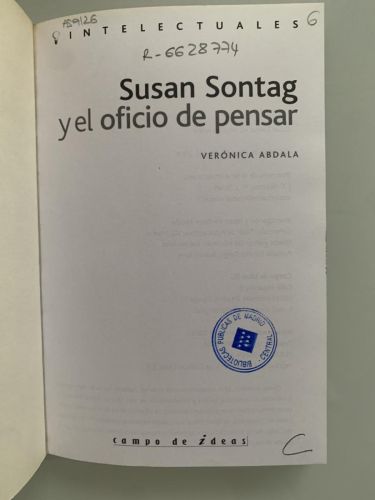 INTELECTUALES 6
R-6628774
Susan Sontag
y el oficio de pensar
VERÓNICA ABDALA
BIBLIOTECAS PÚBLICAS DE MADRID
CENTRAL
campo de ideas
C